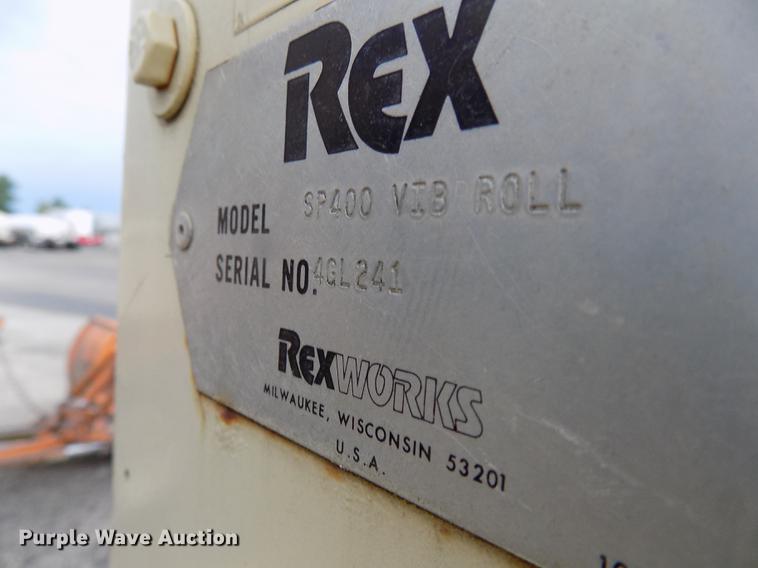 REX
MODEL SP400 VIB ROLL
SERIAL NO. 4GL241
REXWORKS
MILWAUKEE, WISCONSIN 53201
U.S.A.
Purple Wave Auction